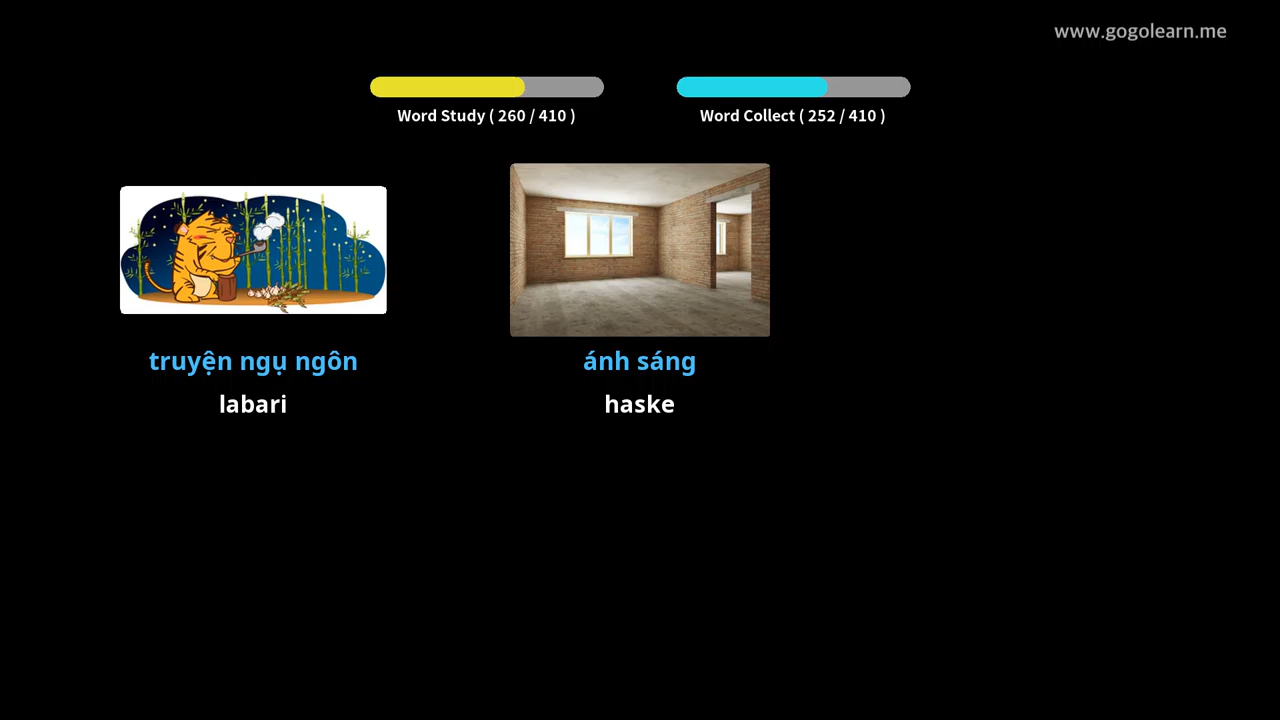 www.gogolearn.me
Word Study ( 260 / 410 )
Word Collect ( 252 / 410 )
truyện ngụ ngôn
ánh sáng
labari
haske